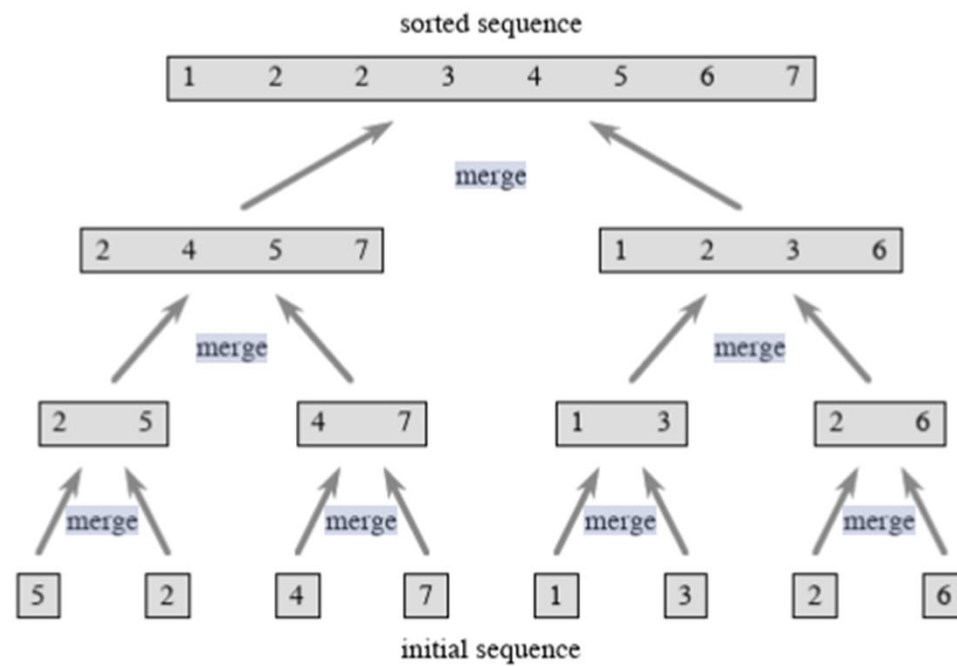 sorted sequence
1 2 2 3 4 5 6 7
merge
2 4 5 7 1 2 3 6
merge merge
2 5 4 7 1 3 2 6
merge merge merge merge
5 2 4 7 1 3 2 6
initial sequence